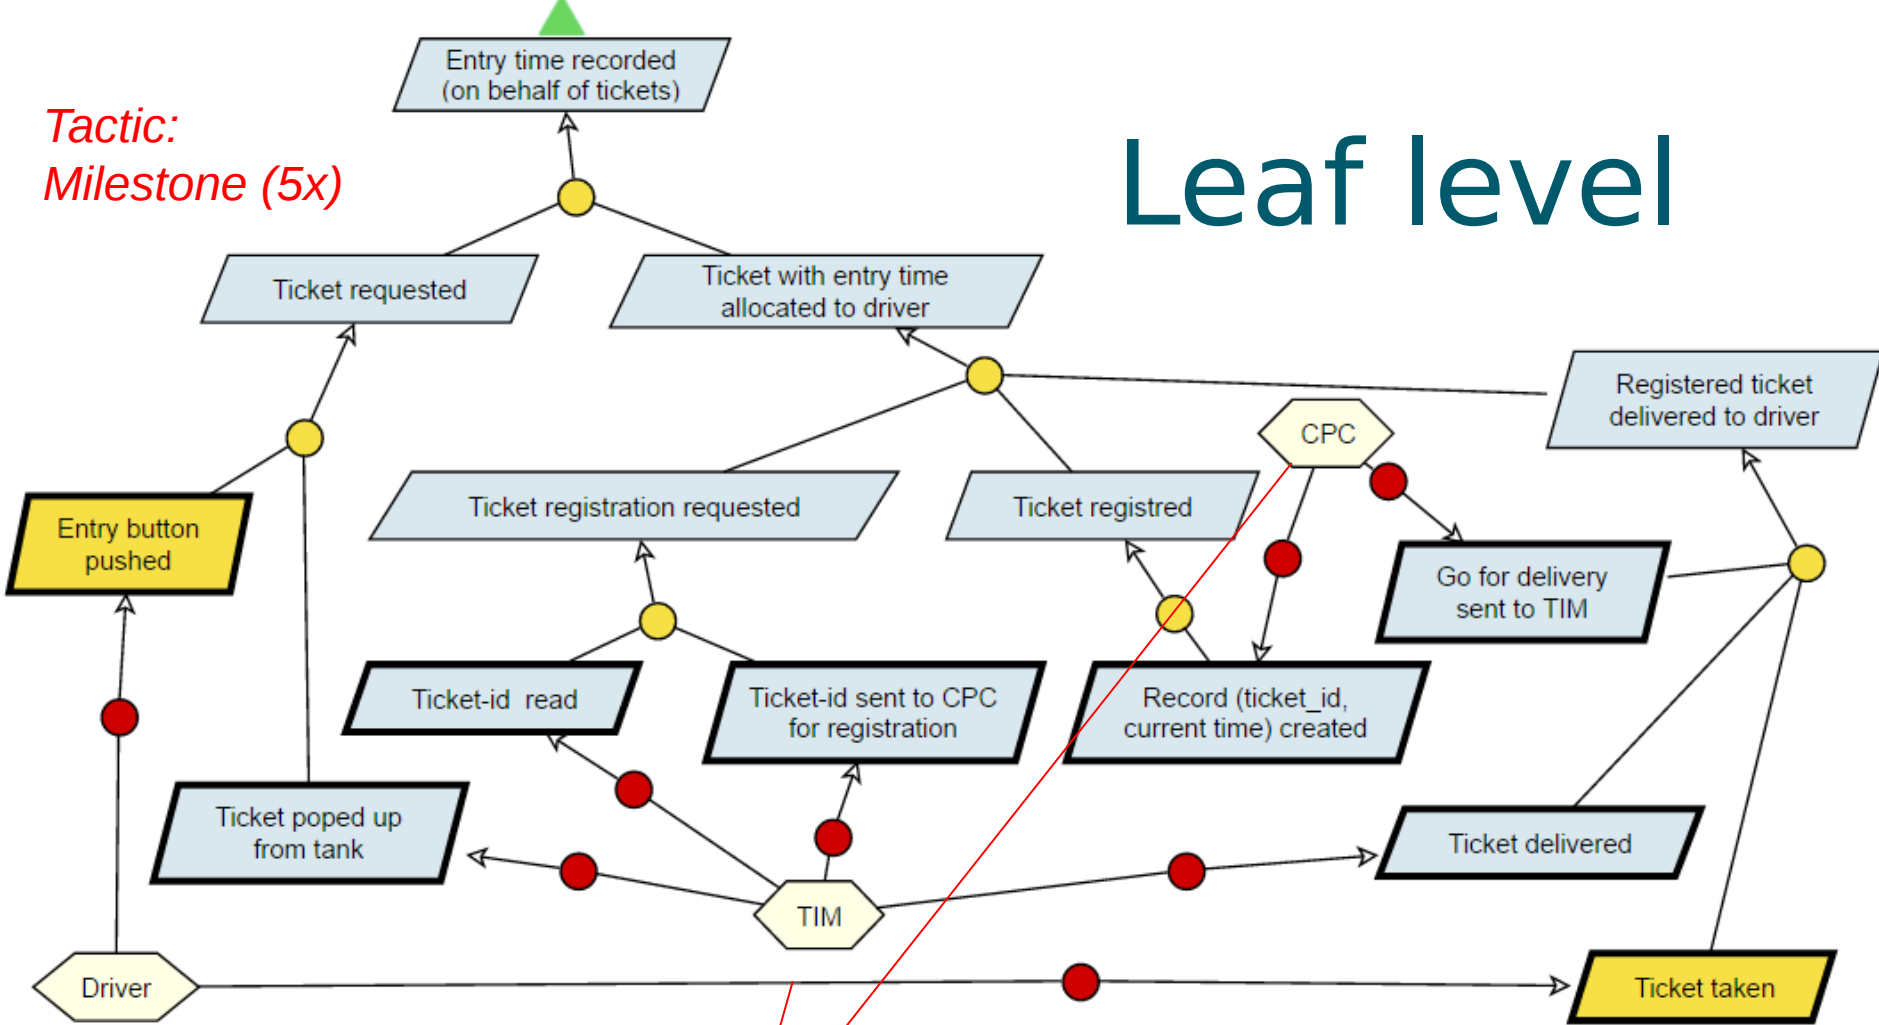 Entry time recorded
(on behalf of tickets)
Tactic:
Milestone (5x)
Leaf level
Ticket requested
Ticket with entry time
allocated to driver
Registered ticket
delivered to driver
CPC
Entry button
pushed
Ticket registration requested
Ticket registred
Go for delivery
sent to TIM
Ticket-id read
Ticket-id sent to CPC
for registration
Record (ticket_id,
current time) created
Ticket poped up
from tank
Ticket delivered
TIM
Driver
Ticket taken